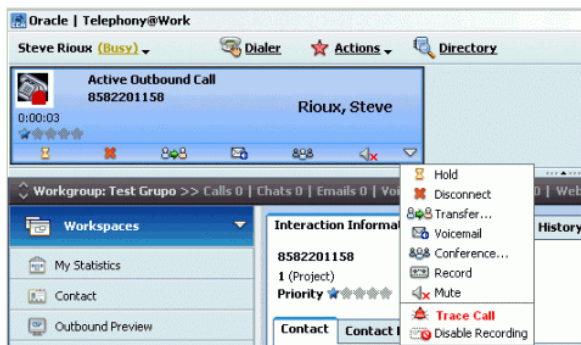 Oracle | Telephony@Work
Steve Rioux (Busy) Dialer Actions Directory
Active Outbound Call
8582201158
Rioux, Steve
0:00:03
Hold
Disconnect
Transfer...
Voicemail
Conference...
Record
Mute
Trace Call
Disable Recording
Workgroup: Test Grupo >> Calls 0 | Chats 0 | Emails 0 | 0 | Web
Workspaces
My Statistics
Contact
Outbound Preview
Interaction History
8582201158
1 (Project)
Priority
Contact Contact